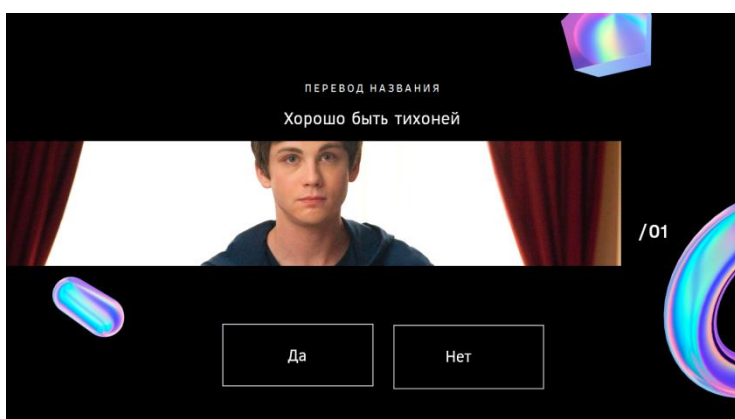 ПЕРЕВОД НАЗВАНИЯ
Хорошо быть тихоней
/01
Да
Нет